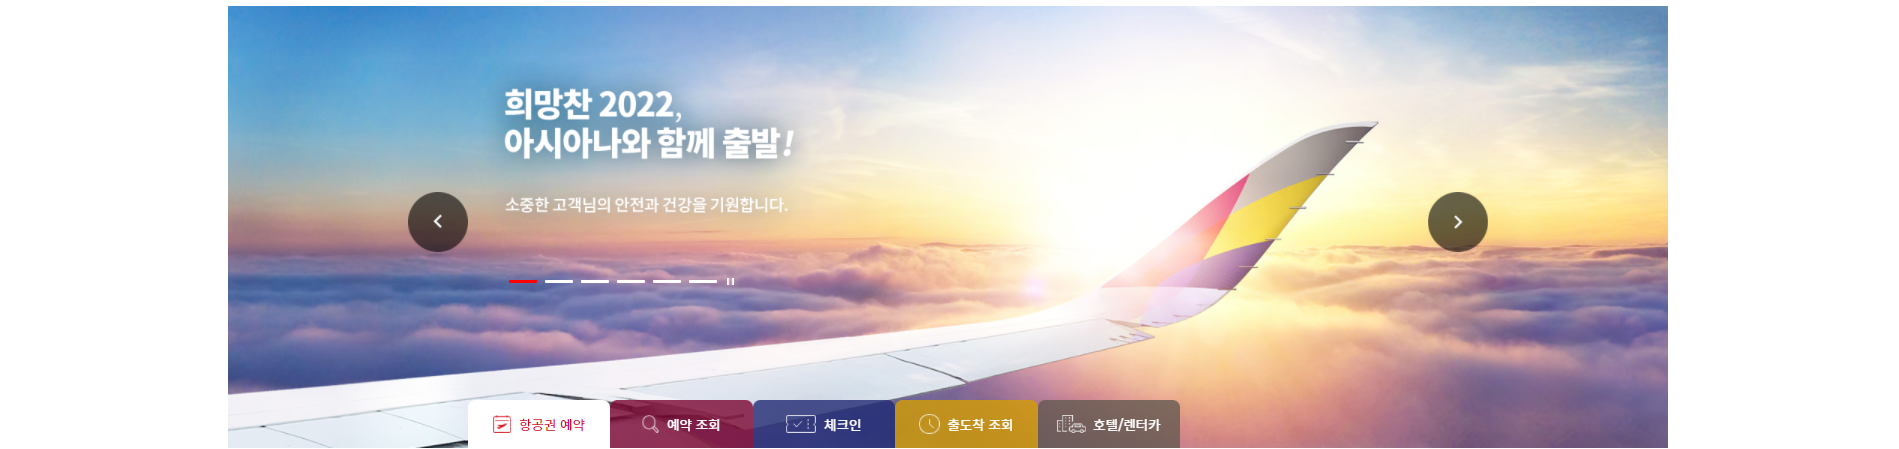 희망찬 2022,
아시아나와 함께 출발!
소중한 고객님의 안전과 건강을 기원합니다.
항공권 예약
예약 조회
체크인
출도착 조회
호텔/렌터카